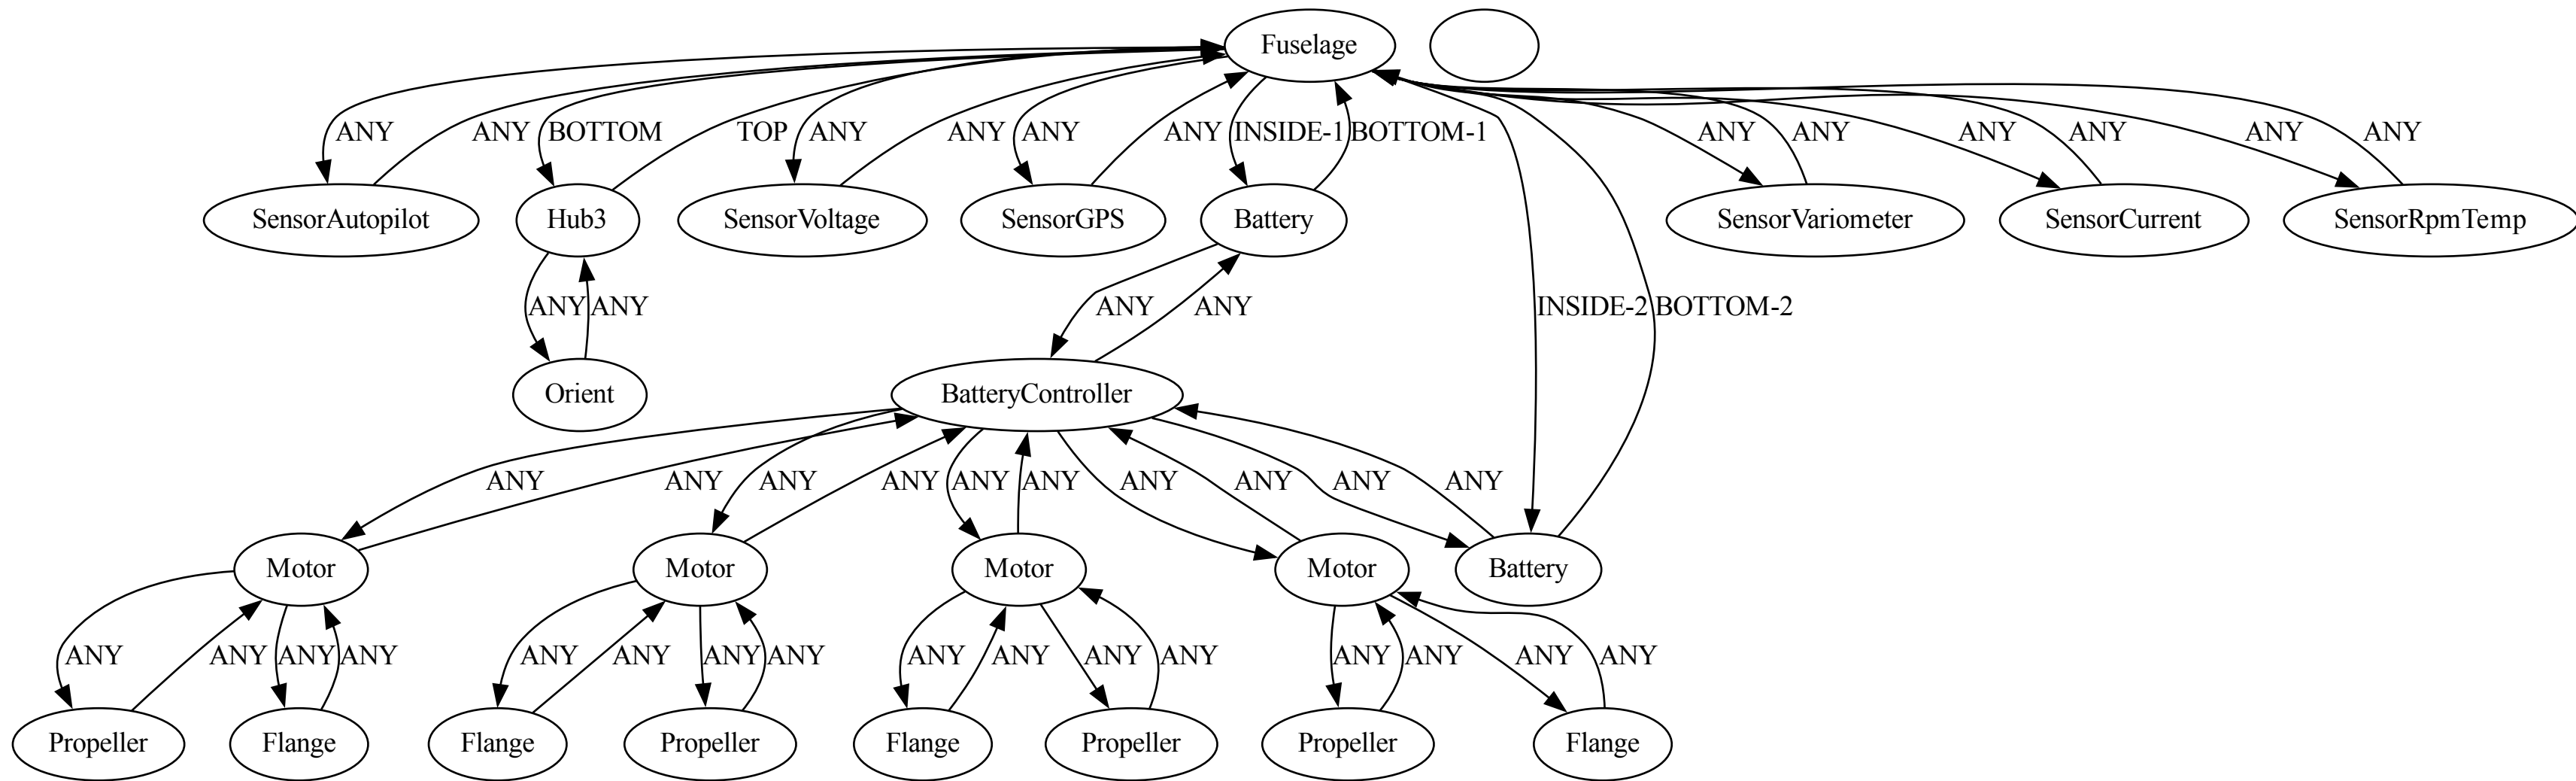 Fuselage
ANY ANY BOTTOM TOP ANY ANY ANY ANY INSIDE-1 BOTTOM-1 ANY ANY ANY ANY ANY ANY
SensorAutopilot Hub3 SensorVoltage SensorGPS Battery SensorVariometer SensorCurrent SensorRpmTemp
ANY ANY ANY ANY INSIDE-2 BOTTOM-2
Orient BatteryController
ANY ANY ANY ANY ANY ANY ANY ANY ANY ANY
Motor Motor Motor Motor Battery
ANY ANY ANY ANY ANY ANY ANY ANY ANY ANY ANY ANY ANY ANY ANY ANY
Propeller Flange Flange Propeller Flange Propeller Propeller Flange